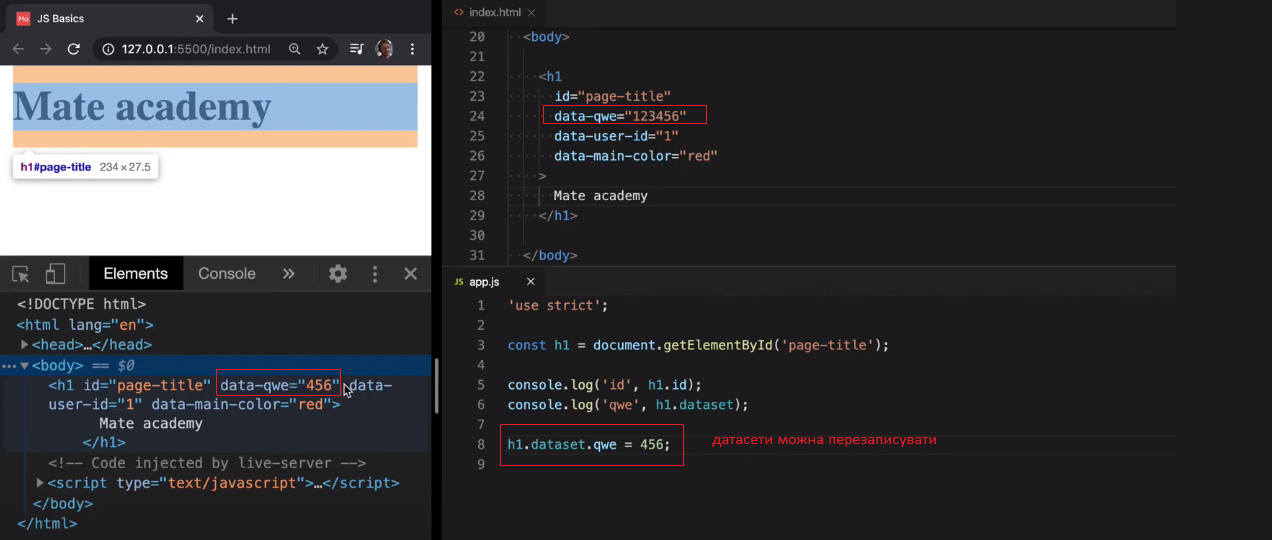 JS Basics
127.0.0.1:5500/index.html
Mate academy
h1#page-title 234 × 27.5
Elements Console »
<!DOCTYPE html>
<html lang="en">
<head>…</head>
<body> == $0
<h1 id="page-title" data-qwe="456" data-
user-id="1" data-main-color="red">
Mate academy
</h1>
<!-- Code injected by live-server -->
<script type="text/javascript">…</script>
</body>
</html>
index.html
20 <body>
21
22 <h1
23 id="page-title"
24 data-qwe="123456"
25 data-user-id="1"
26 data-main-color="red"
27 >
28 Mate academy
29 </h1>
30
31 </body>
JS app.js
1 'use strict';
2
3 const h1 = document.getElementById('page-title');
4
5 console.log('id', h1.id);
6 console.log('qwe', h1.dataset);
7
8 h1.dataset.qwe = 456; датасети можна перезаписувати
9